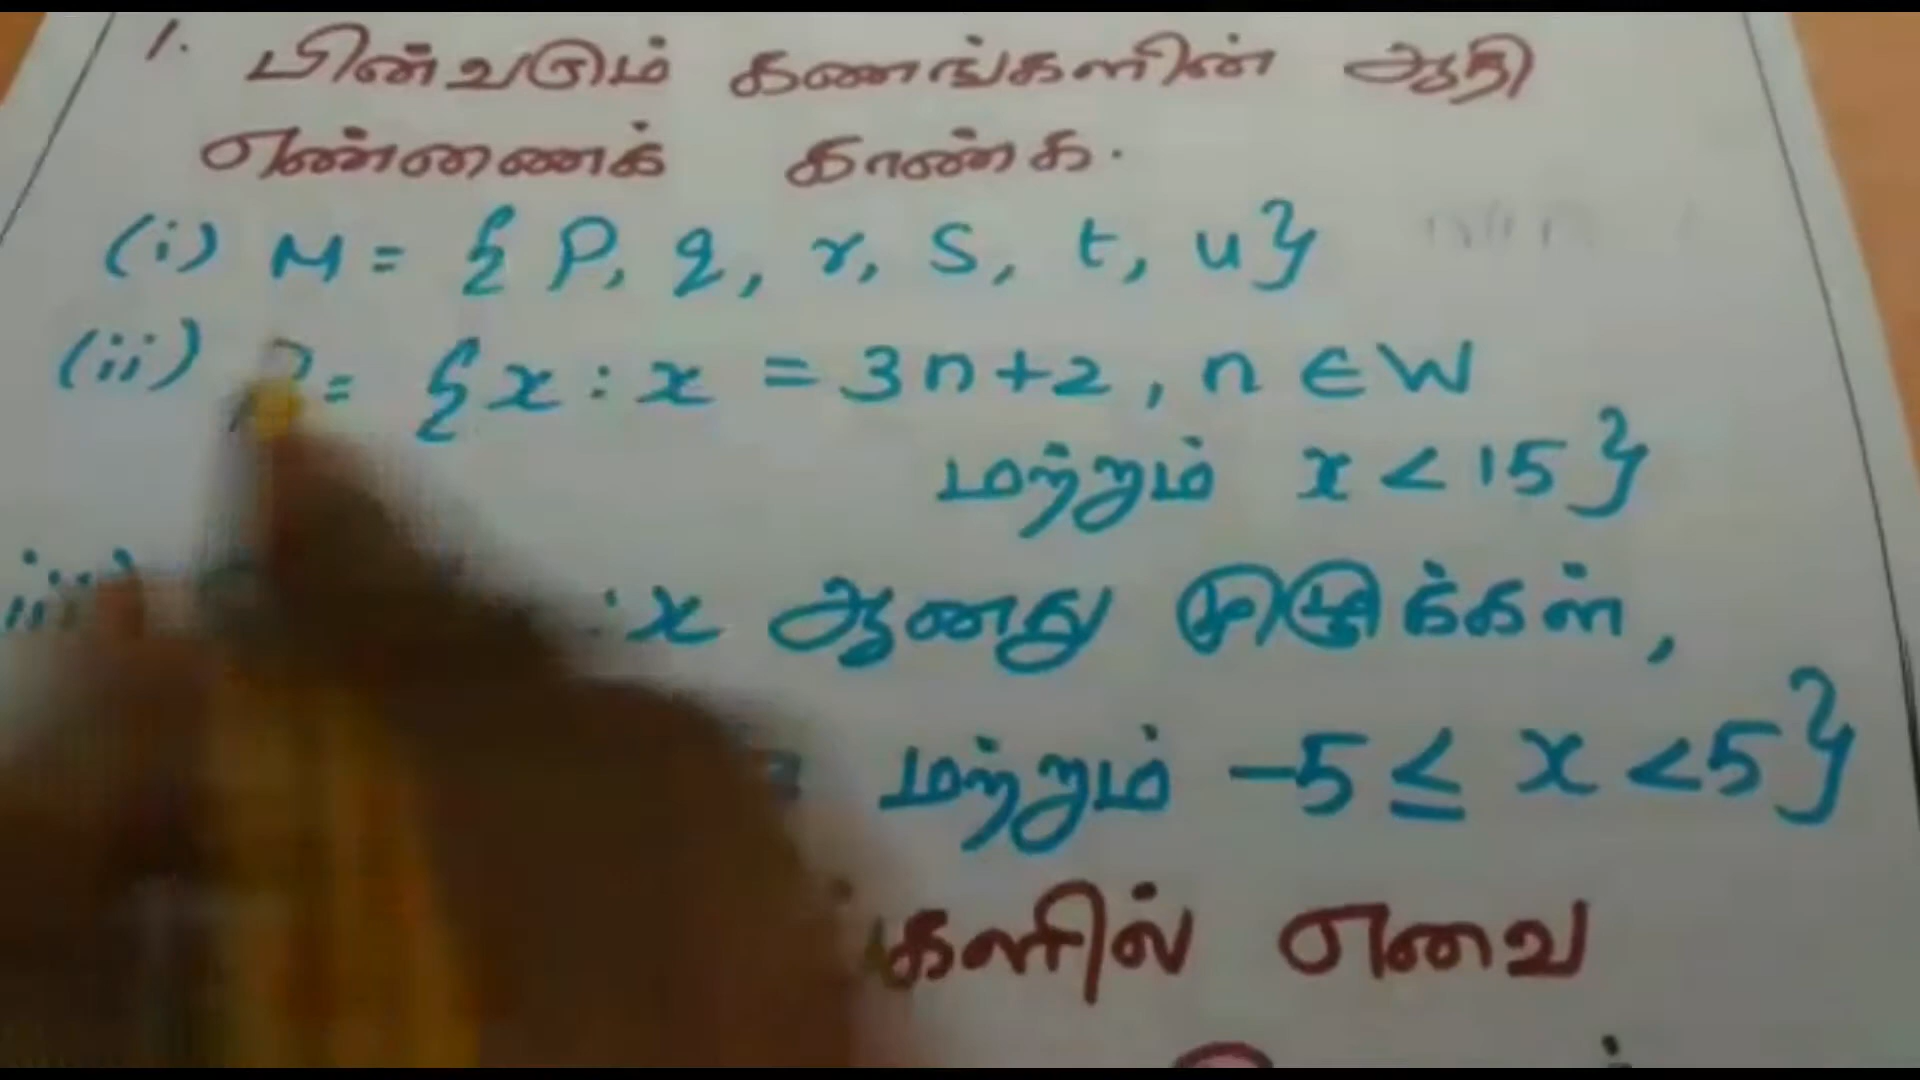 1. பின்வரும் கணங்களின் ஆதி
எண்ணைக் காண்க.
(i) M = {P, q, r, S, t, u}
(ii) P = {x : x = 3n+2, n ∈ W
மற்றும் x < 15}
: x ஆனது முழுக்கள்,
மற்றும் -5 ≤ x < 5}
களில் எவை